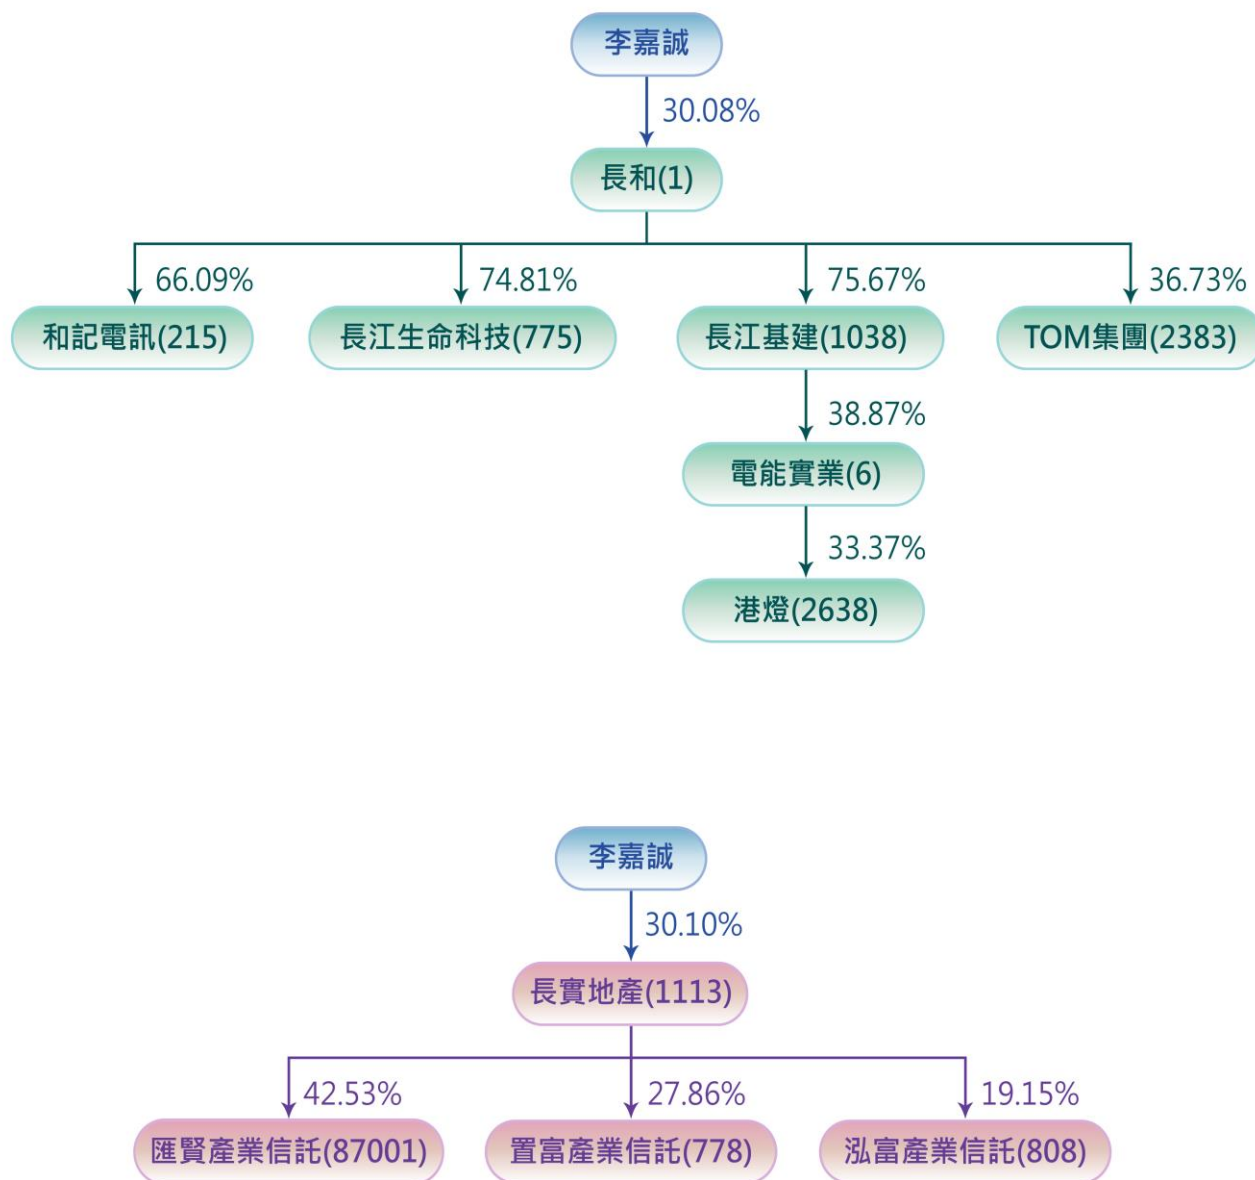 李嘉誠
30.08%
長和(1)
66.09%
74.81%
75.67%
36.73%
和記電訊(215)
長江生命科技(775)
長江基建(1038)
TOM集團(2383)
38.87%
電能實業(6)
33.37%
港燈(2638)
李嘉誠
30.10%
長實地產(1113)
42.53%
27.86%
19.15%
匯賢產業信託(87001)
置富產業信託(778)
泓富產業信託(808)